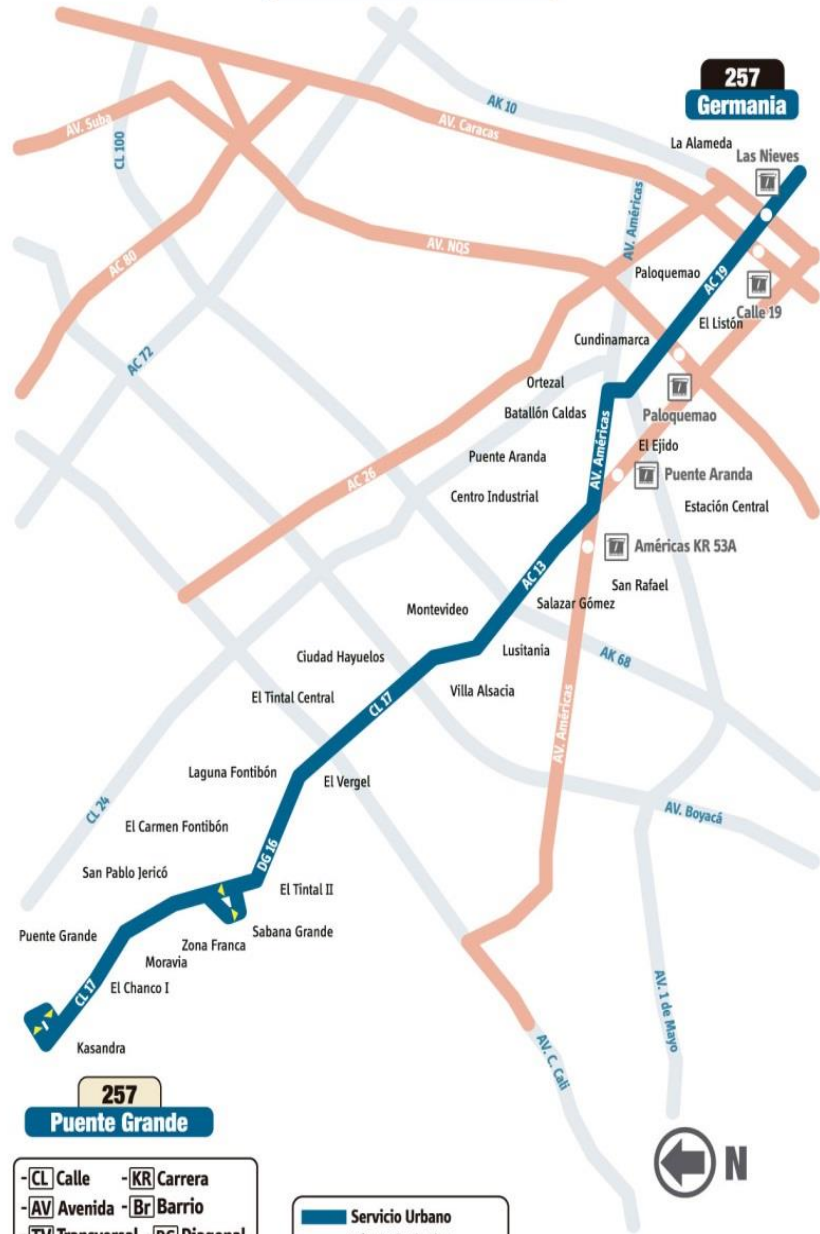 257
Germania
La Alameda
Las Nieves
AK 10
AV. Caracas
AV. Suba
CL 100
AV. Américas
AV. NQS
AC 80
Paloquemao
AC 19
Calle 19
El Listón
Cundinamarca
AC 72
Ortezal
Batallón Caldas
Paloquemao
AV. Américas
El Ejido
Puente Aranda
Puente Aranda
AC 26
Centro Industrial
Estación Central
Américas KR 53A
AC 13
San Rafael
Salazar Gómez
Montevideo
Lusitania
AK 68
Ciudad Hayuelos
Villa Alsacia
El Tintal Central
CL 17
AV. Américas
Laguna Fontibón
El Vergel
CL 24
AV. Boyacá
El Carmen Fontibón
DG 16
San Pablo Jericó
El Tintal II
Puente Grande
Sabana Grande
Zona Franca
Moravia
CL 17
El Chanco I
AV. 1 de Mayo
Kasandra
AV. C. Cali
257
Puente Grande
N
- CL Calle - KR Carrera
- AV Avenida - Br Barrio
Servicio Urbano